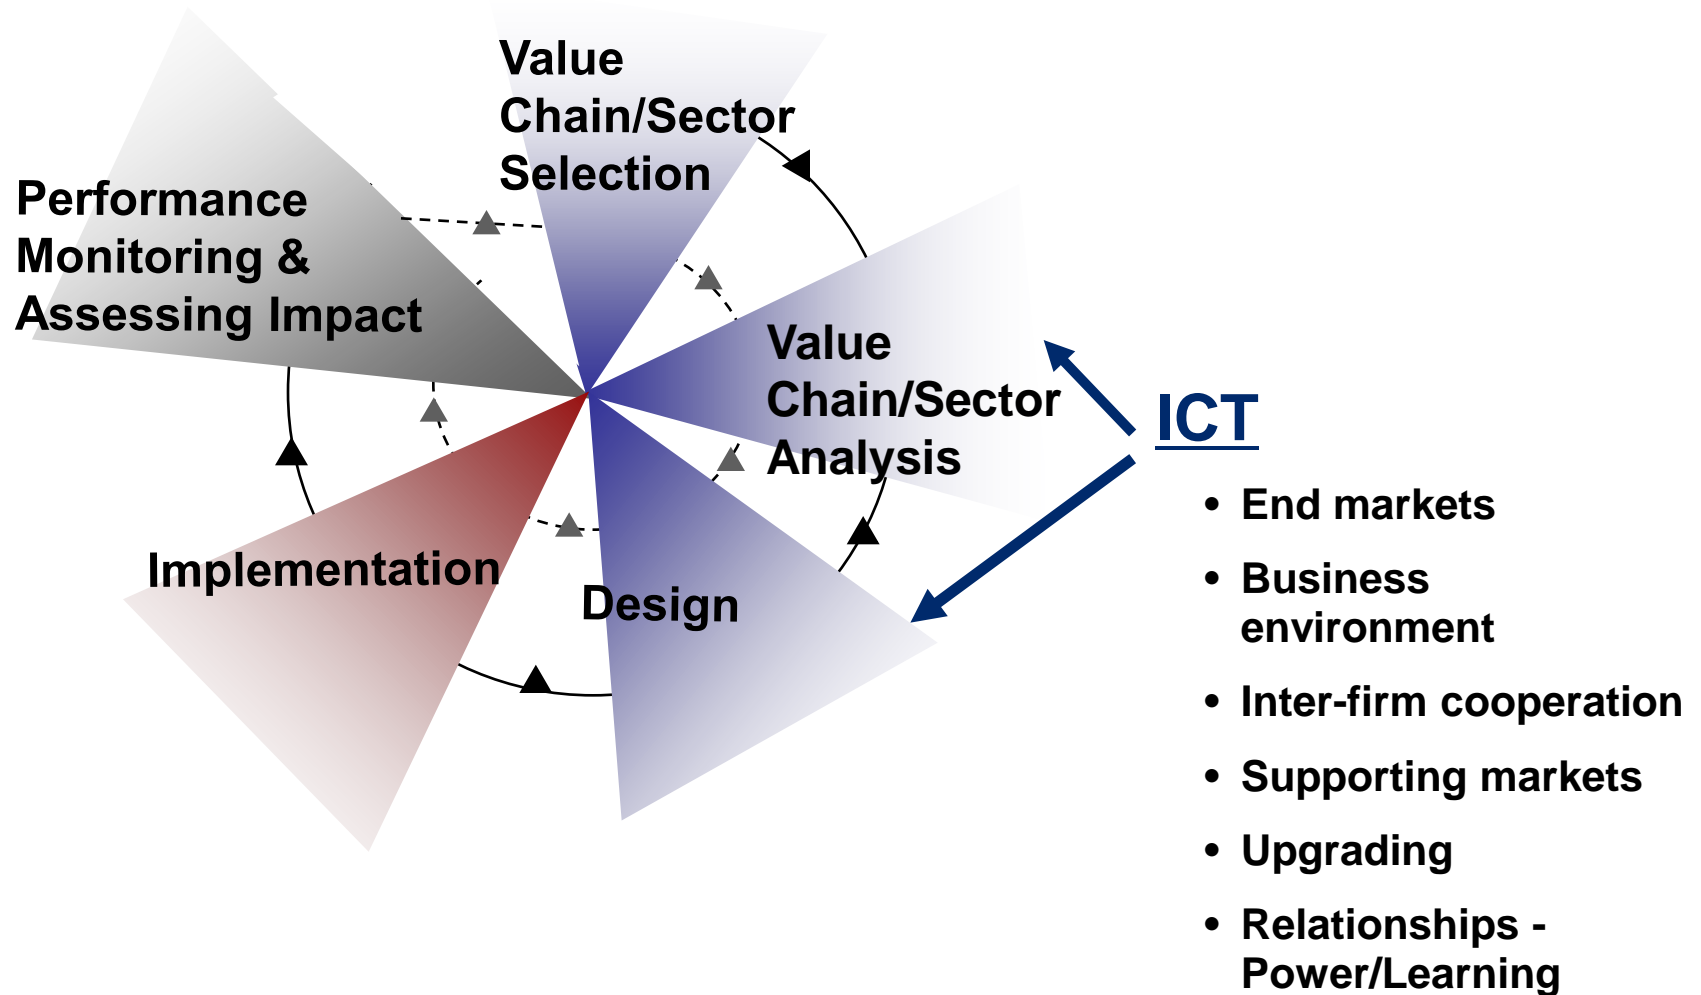 Value
Chain/Sector
Selection
Performance
Monitoring &
Assessing Impact
Value
Chain/Sector
Analysis
Implementation
Design
ICT
• End markets
• Business
environment
• Inter-firm cooperation
• Supporting markets
• Upgrading
• Relationships -
Power/Learning